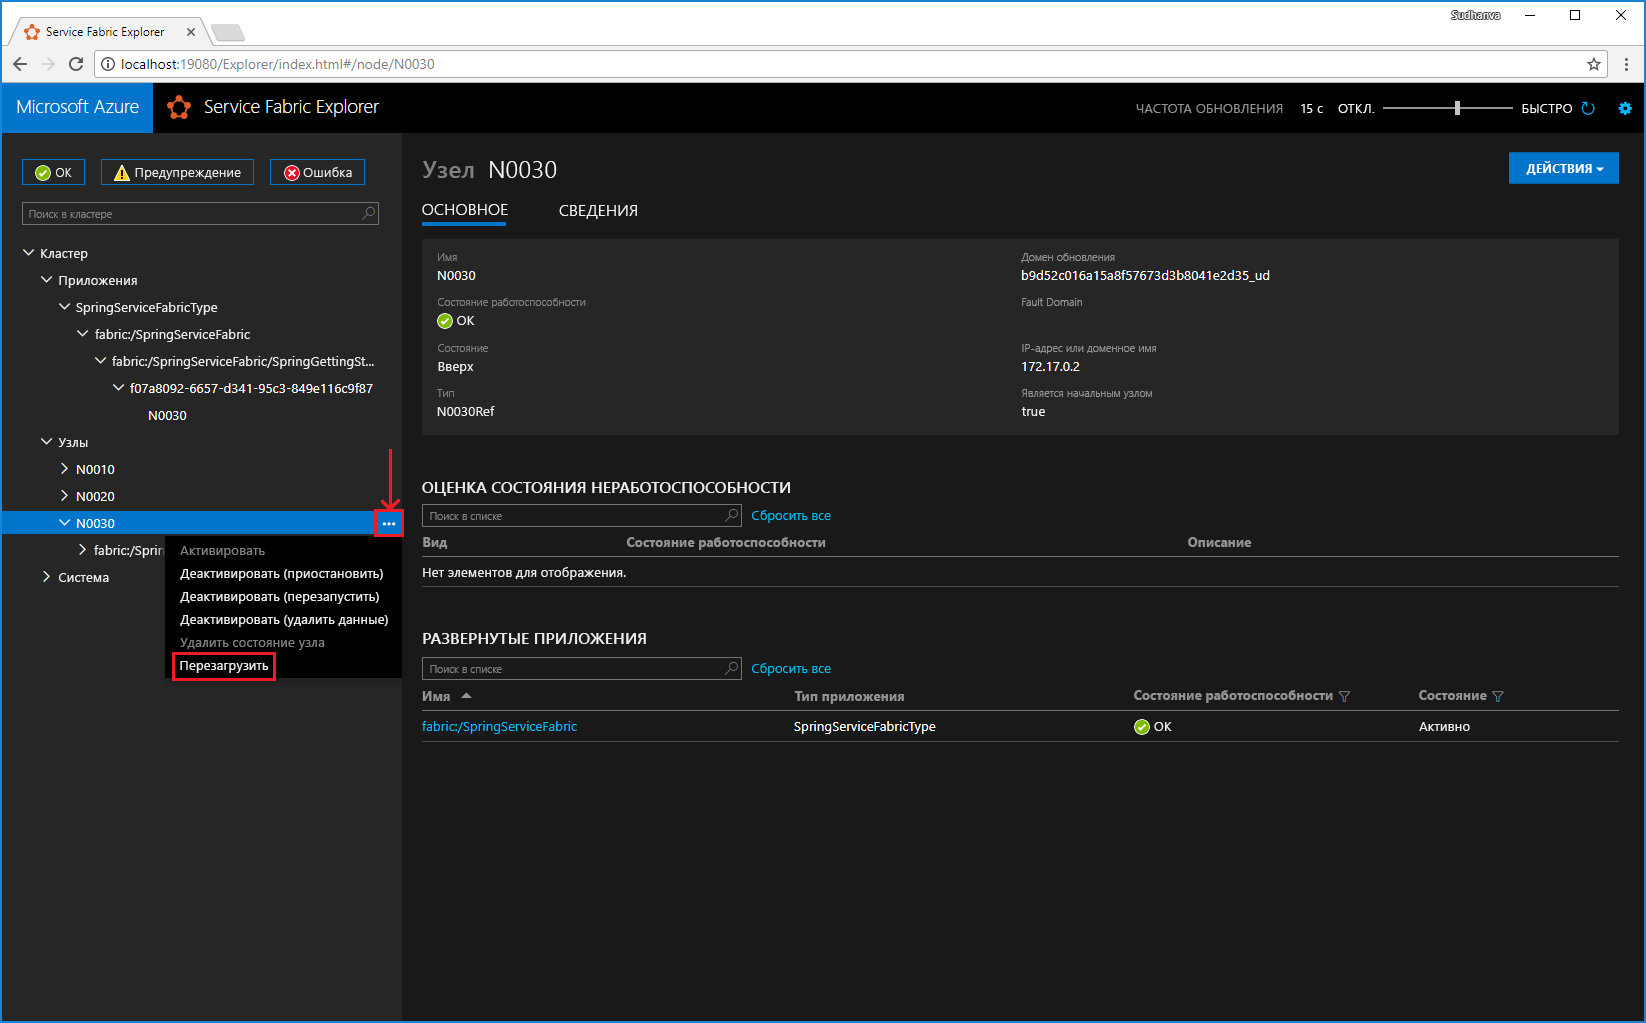 Service Fabric Explorer
Sudhanva
localhost:19080/Explorer/index.html#/node/N0030
Microsoft Azure
Service Fabric Explorer
ЧАСТОТА ОБНОВЛЕНИЯ 15 с ОТКЛ. БЫСТРО
ОК
Предупреждение
Ошибка
Поиск в кластере
Кластер
Приложения
SpringServiceFabricType
fabric:/SpringServiceFabric
fabric:/SpringServiceFabric/SpringGettingSt...
f07a8092-6657-d341-95c3-849e116c9f87
N0030
Узлы
N0010
N0020
N0030
...
fabric:/Sprin
Система
Активировать
Деактивировать (приостановить)
Деактивировать (перезапустить)
Деактивировать (удалить данные)
Удалить состояние узла
Перезагрузить
Узел N0030
ДЕЙСТВИЯ
ОСНОВНОЕ СВЕДЕНИЯ
Имя
N0030
Состояние работоспособности
ОК
Состояние
Вверх
Тип
N0030Ref
Домен обновления
b9d52c016a15a8f57673d3b8041e2d35_ud
Fault Domain
IP-адрес или доменное имя
172.17.0.2
Является начальным узлом
true
ОЦЕНКА СОСТОЯНИЯ НЕРАБОТОСПОСОБНОСТИ
Поиск в списке Сбросить все
Вид Состояние работоспособности Описание
Нет элементов для отображения.
РАЗВЕРНУТЫЕ ПРИЛОЖЕНИЯ
Поиск в списке Сбросить все
Имя Тип приложения Состояние работоспособности Состояние
fabric:/SpringServiceFabric SpringServiceFabricType ОК Активно